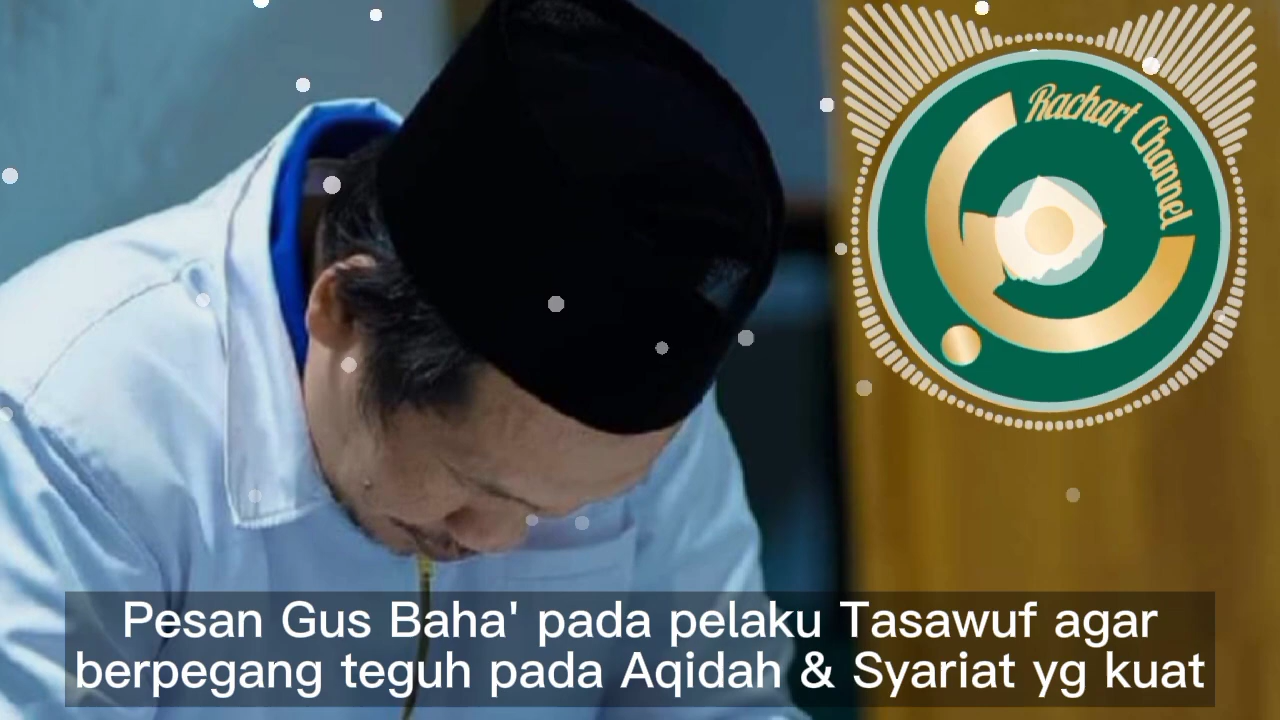 Rachart Channel
Pesan Gus Baha' pada pelaku Tasawuf agar
berpegang teguh pada Aqidah & Syariat yg kuat